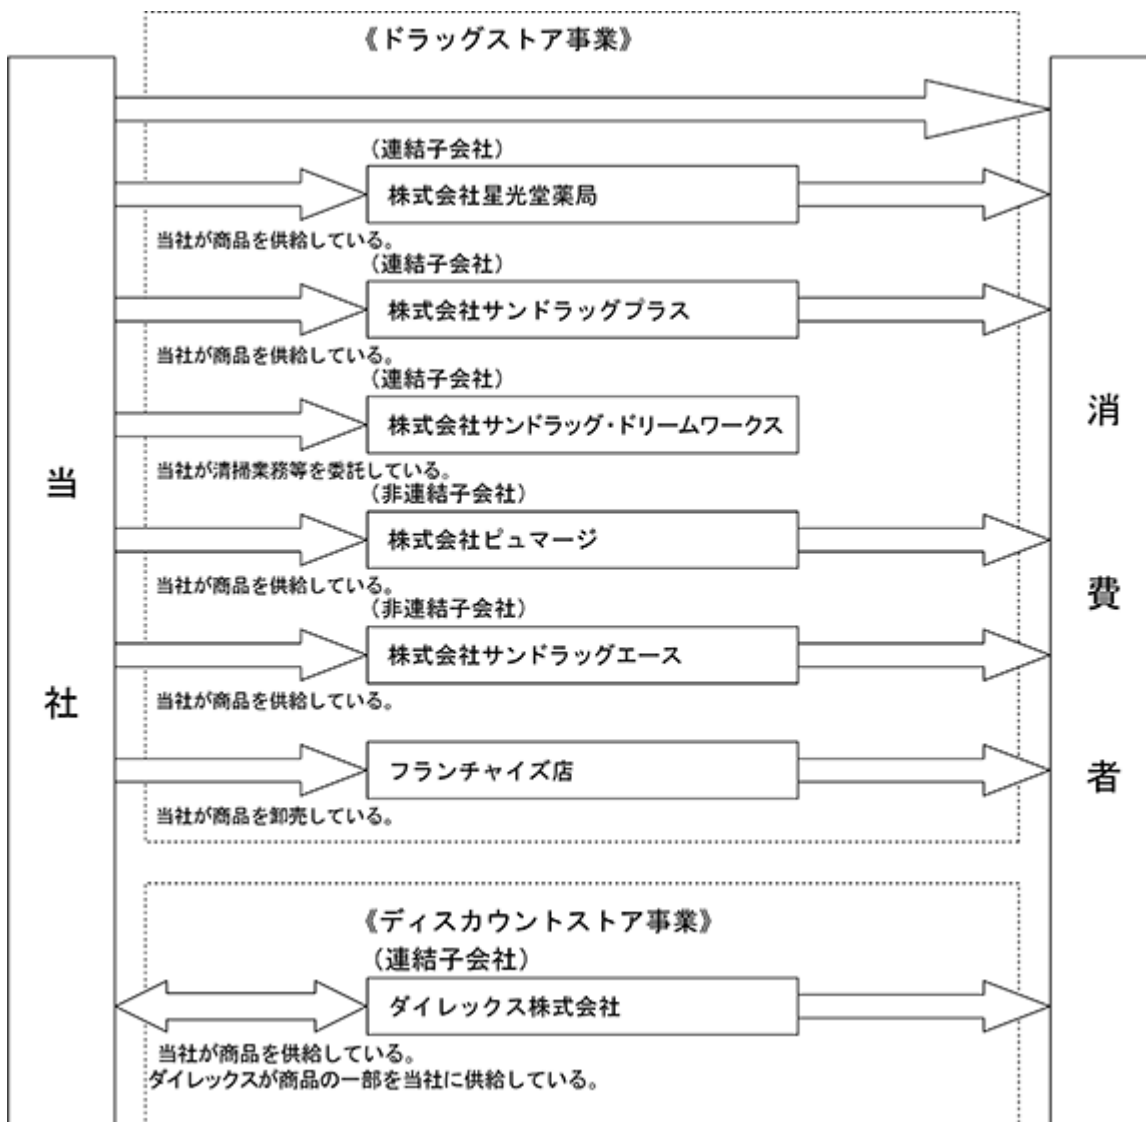 《ドラッグストア事業》
(連結子会社)
株式会社星光堂薬局
当社が商品を供給している。
(連結子会社)
株式会社サンドラッグプラス
当社が商品を供給している。
(連結子会社)
株式会社サンドラッグ・ドリームワークス
当社が清掃業務等を委託している。
(非連結子会社)
株式会社ピュマージ
当社が商品を供給している。
(非連結子会社)
株式会社サンドラッグエース
当社が商品を供給している。
フランチャイズ店
当社が商品を卸売している。
《ディスカウントストア事業》
(連結子会社)
ダイレックス株式会社
当社が商品を供給している。
ダイレックスが商品の一部を当社に供給している。
当社
消費者